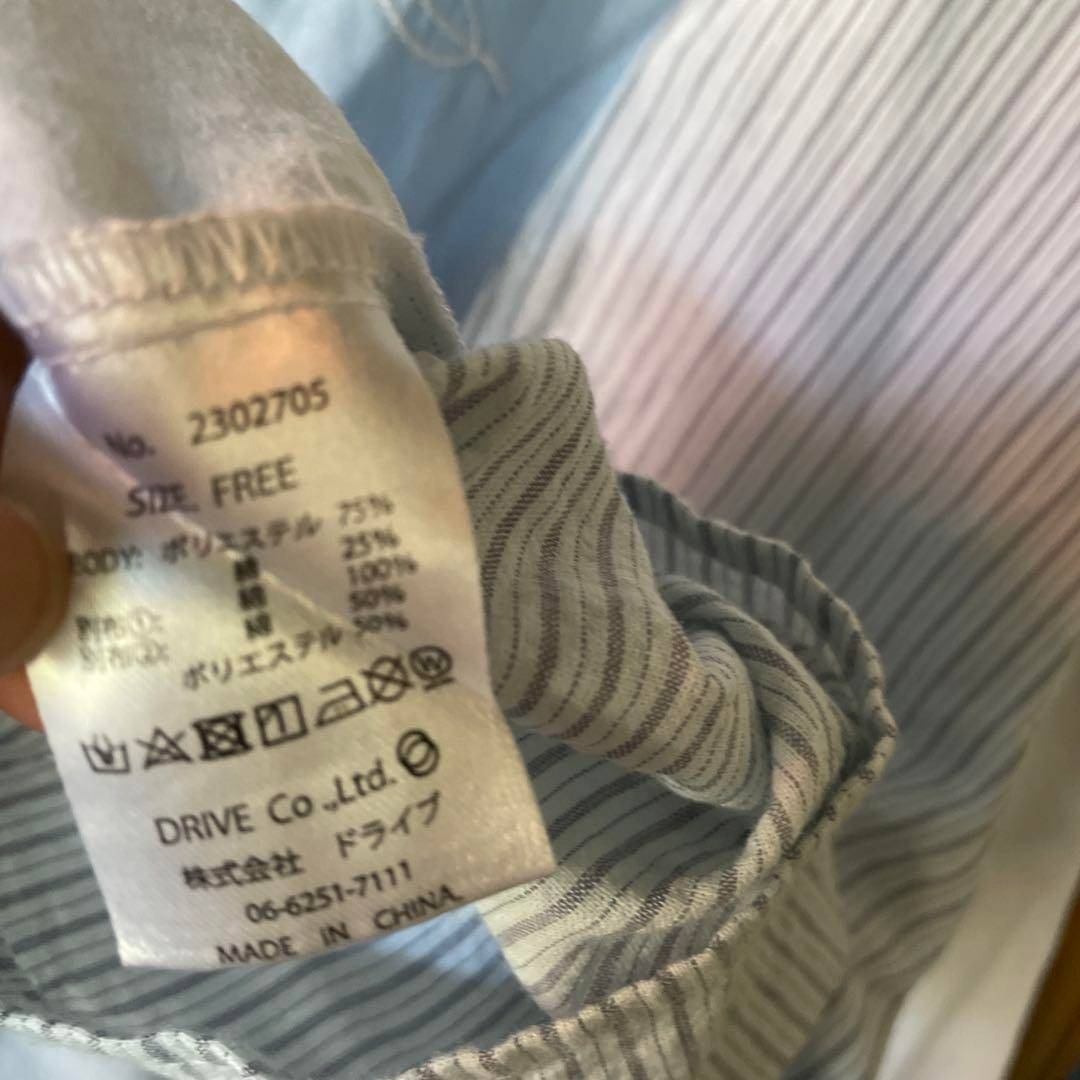 No. 2302705
SIZE FREE
BODY: ポリエステル 75%
綿 25%
綿 100%
綿 50%
ポリエステル 50%
DRIVE Co.,Ltd.
株式会社 ドライブ
06-6251-7111
MADE IN CHINA